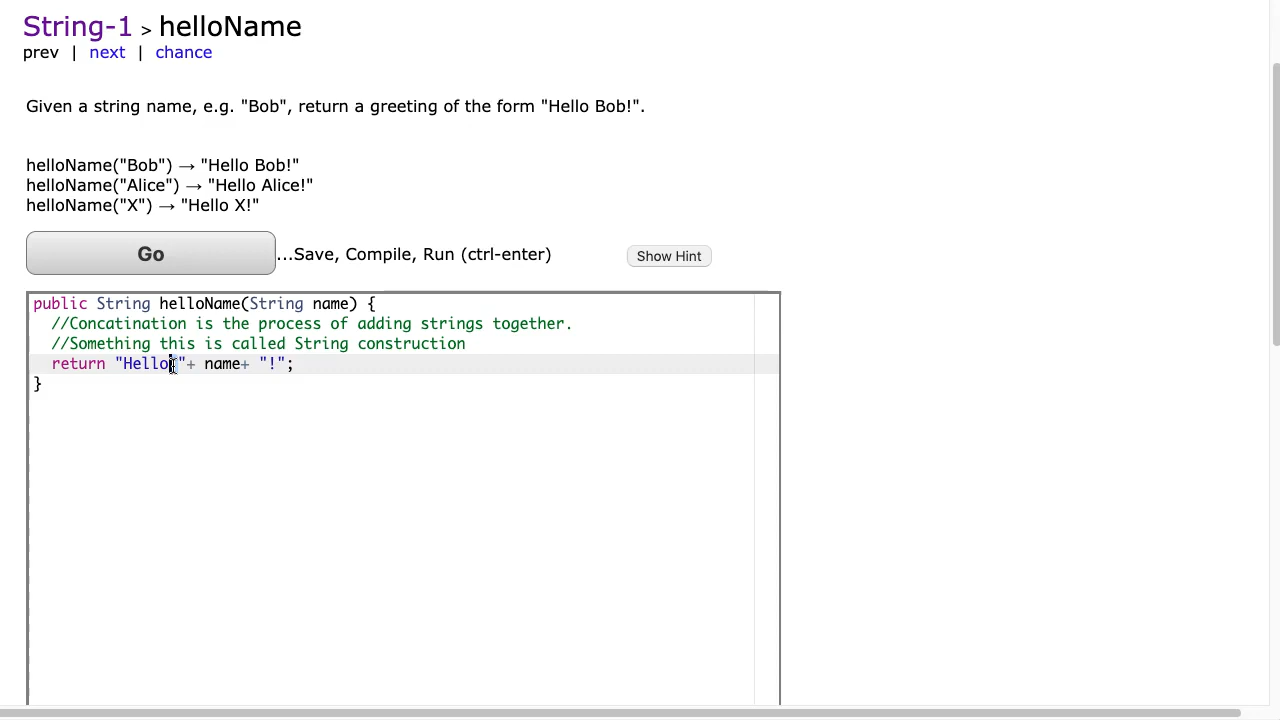 String-1 > helloName
prev | next | chance
Given a string name, e.g. "Bob", return a greeting of the form "Hello Bob!".
helloName("Bob") → "Hello Bob!"
helloName("Alice") → "Hello Alice!"
helloName("X") → "Hello X!"
Go ...Save, Compile, Run (ctrl-enter) Show Hint
public String helloName(String name) {
//Concatination is the process of adding strings together.
//Something this is called String construction
return "Hello "+ name+ "!";
}